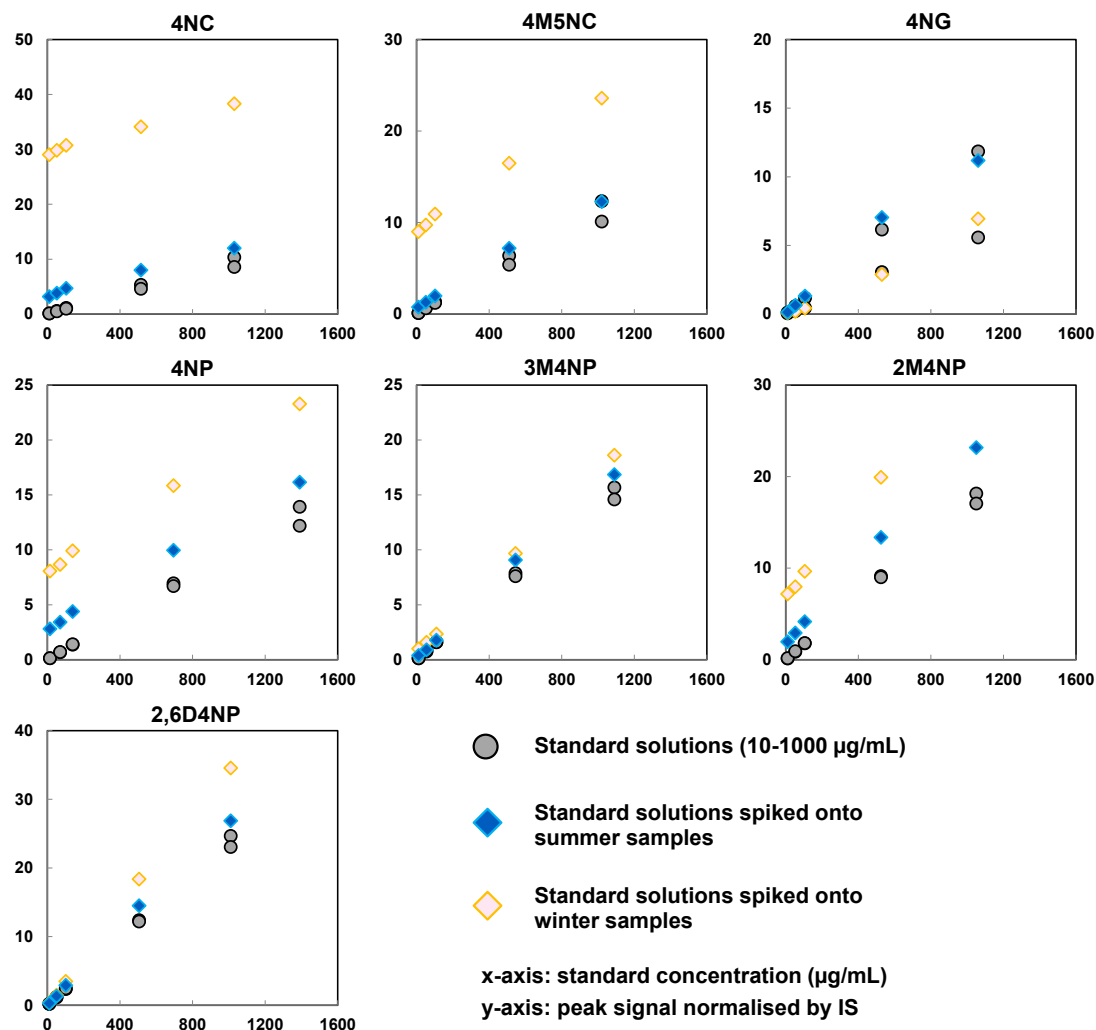 4NC
4M5NC
4NG
50
40
30
20
10
0
0 400 800 1200 1600
30
20
10
0
0 400 800 1200 1600
20
15
10
5
0
0 400 800 1200 1600
4NP
3M4NP
2M4NP
25
20
15
10
5
0
0 400 800 1200 1600
25
20
15
10
5
0
0 400 800 1200 1600
30
20
10
0
0 400 800 1200 1600
2,6D4NP
40
30
20
10
0
0 400 800 1200 1600
Standard solutions (10-1000 µg/mL)
Standard solutions spiked onto
summer samples
Standard solutions spiked onto
winter samples
x-axis: standard concentration (µg/mL)
y-axis: peak signal normalised by IS